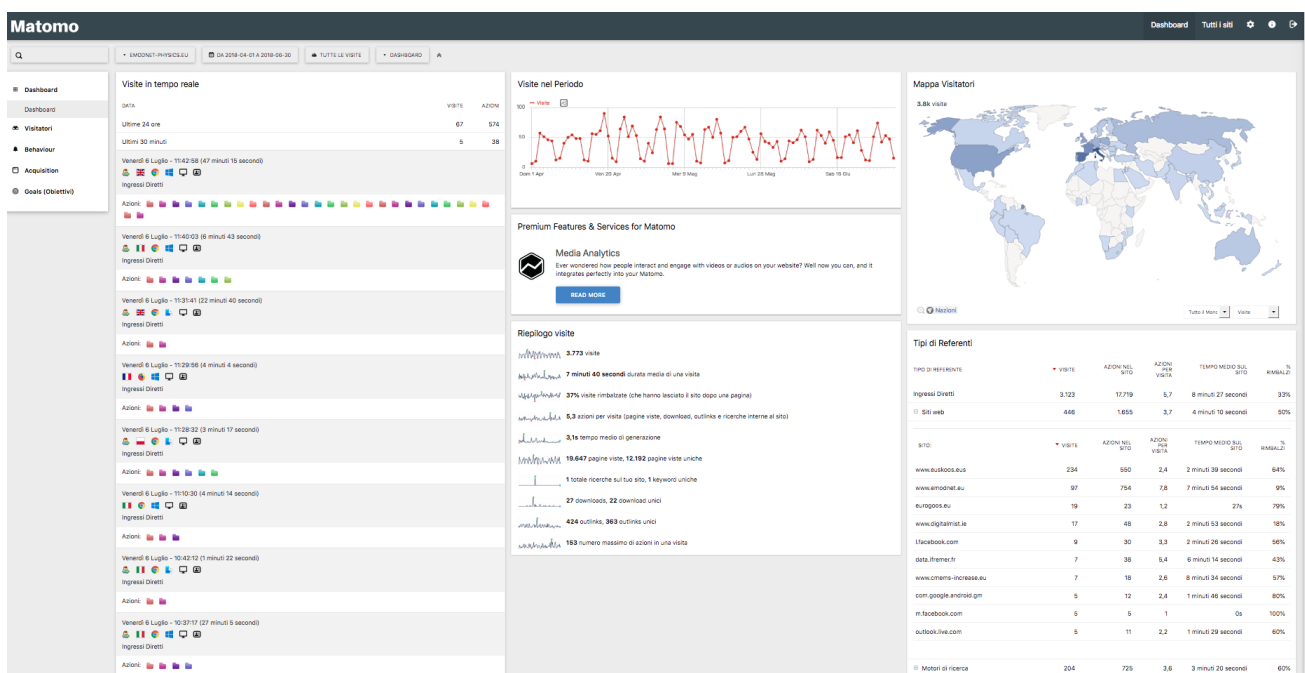 Matomo
Dashboard Tutti i siti
EMODNET-PHYSICS.EU DA 2018-04-01 A 2018-06-30 TUTTE LE VISITE DASHBOARD
Dashboard
Dashboard
Visitatori
Behaviour
Acquisition
Goals (Obiettivi)
Visite in tempo reale
DATA VISITE AZIONI
Ultime 24 ore 67 574
Ultimi 30 minuti 5 38
Venerdì 6 Luglio - 11:42:58 (47 minuti 15 secondi)
Ingressi Diretti
Azioni:
Venerdì 6 Luglio - 11:40:03 (6 minuti 43 secondi)
Ingressi Diretti
Azioni:
Venerdì 6 Luglio - 11:31:41 (22 minuti 40 secondi)
Ingressi Diretti
Azioni:
Venerdì 6 Luglio - 11:29:56 (4 minuti 4 secondi)
Ingressi Diretti
Azioni:
Venerdì 6 Luglio - 11:28:32 (3 minuti 17 secondi)
Ingressi Diretti
Azioni:
Venerdì 6 Luglio - 11:10:30 (4 minuti 14 secondi)
Ingressi Diretti
Azioni:
Venerdì 6 Luglio - 10:42:12 (1 minuti 22 secondi)
Ingressi Diretti
Azioni:
Venerdì 6 Luglio - 10:37:17 (27 minuti 5 secondi)
Ingressi Diretti
Azioni:
Visite nel Periodo
Visite
100
50
0
Dom 1 Apr Ven 20 Apr Mer 9 Mag Lun 28 Mag Sab 16 Giu
Premium Features & Services for Matomo
Media Analytics
Ever wondered how people interact and engage with videos or audios on your website? Well now you can, and it
integrates perfectly into your Matomo.
READ MORE
Riepilogo visite
3.773 visite
7 minuti 40 secondi durata media di una visita
37% visite rimbalzate (che hanno lasciato il sito dopo una pagina)
5,3 azioni per visita (pagine viste, download, outlinks e ricerche interne al sito)
3,1s tempo medio di generazione
19.647 pagine viste, 12.192 pagine viste uniche
1 totale ricerche sul tuo sito, 1 keyword uniche
27 downloads, 22 download unici
424 outlinks, 363 outlinks unici
153 numero massimo di azioni in una visita
Mappa Visitatori
3.8k visite
Nazioni
Tutto il Mond Visite
Tipi di Referenti
TIPO DI REFERENTE VISITE AZIONI NEL SITO AZIONI PER VISITA TEMPO MEDIO SUL SITO % RIMBALZI
Ingressi Diretti 3.123 17.719 5,7 8 minuti 27 secondi 33%
Siti web 446 1.655 3,7 4 minuti 10 secondi 50%
SITO: VISITE AZIONI NEL SITO AZIONI PER VISITA TEMPO MEDIO SUL SITO % RIMBALZI
www.euskoos.eus 234 550 2,4 2 minuti 39 secondi 64%
www.emodnet.eu 97 754 7,8 7 minuti 54 secondi 9%
eurogoos.eu 19 23 1,2 27s 79%
www.digitalmist.ie 17 48 2,8 2 minuti 53 secondi 18%
l.facebook.com 9 30 3,3 2 minuti 26 secondi 56%
data.ifremer.fr 7 38 5,4 6 minuti 14 secondi 43%
www.cmems-increase.eu 7 18 2,6 8 minuti 34 secondi 57%
com.google.android.gm 5 12 2,4 1 minuti 46 secondi 80%
m.facebook.com 5 5 1 0s 100%
outlook.live.com 5 11 2,2 1 minuti 29 secondi 60%
Motori di ricerca 204 725 3,6 3 minuti 20 secondi 60%